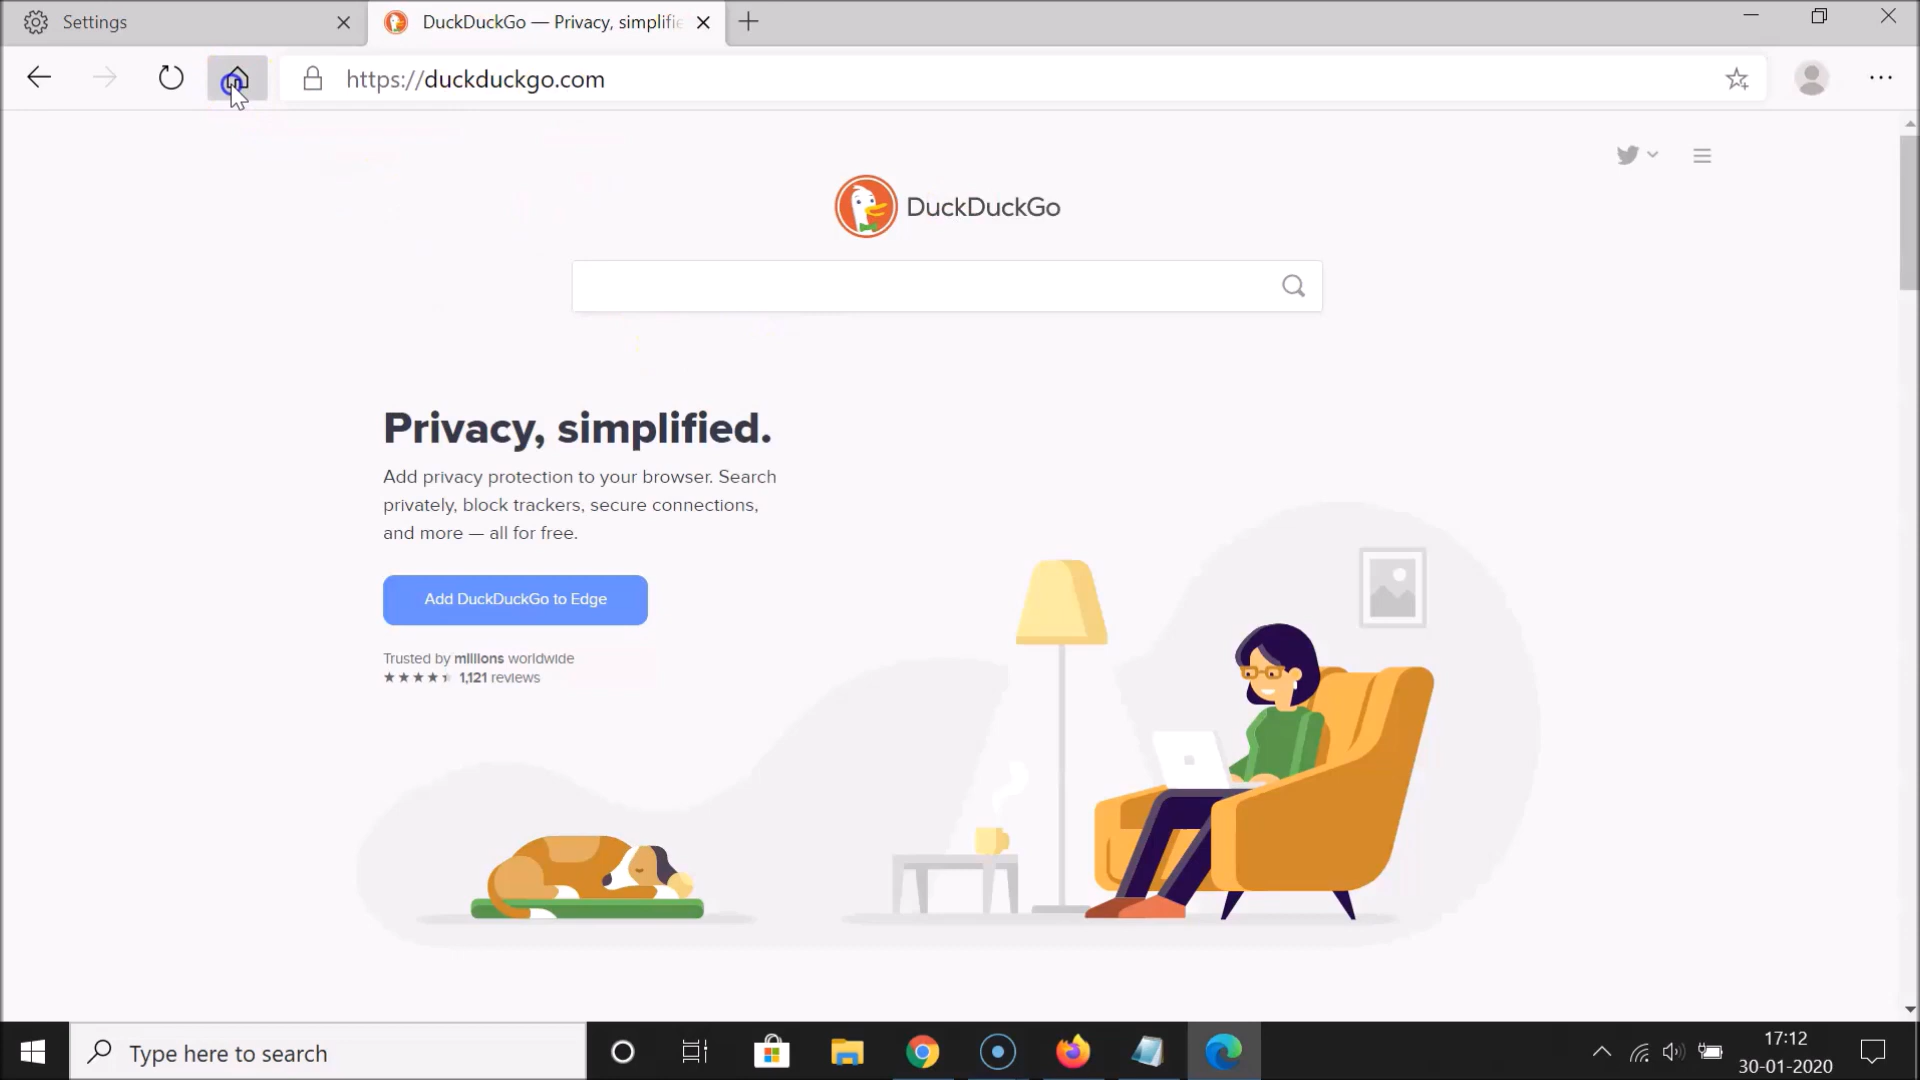 Settings
DuckDuckGo — Privacy, simplifie
https://duckduckgo.com
DuckDuckGo
Privacy, simplified.
Add privacy protection to your browser. Search
privately, block trackers, secure connections,
and more — all for free.
Add DuckDuckGo to Edge
Trusted by millions worldwide
1,121 reviews
Type here to search
17:12
30-01-2020